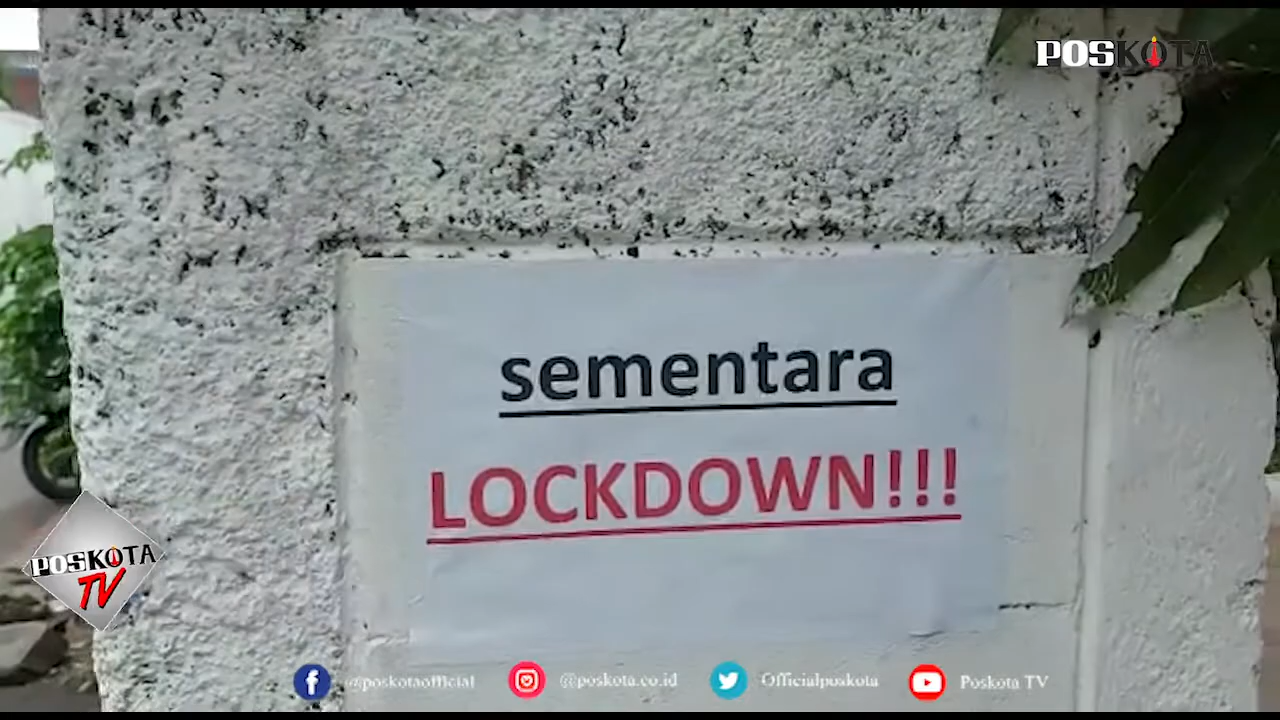 POSKOTA
sementara
LOCKDOWN!!!
POSKOTA
TV
@poskotaofficial
@poskota.co.id
Officialposkota
Poskota TV